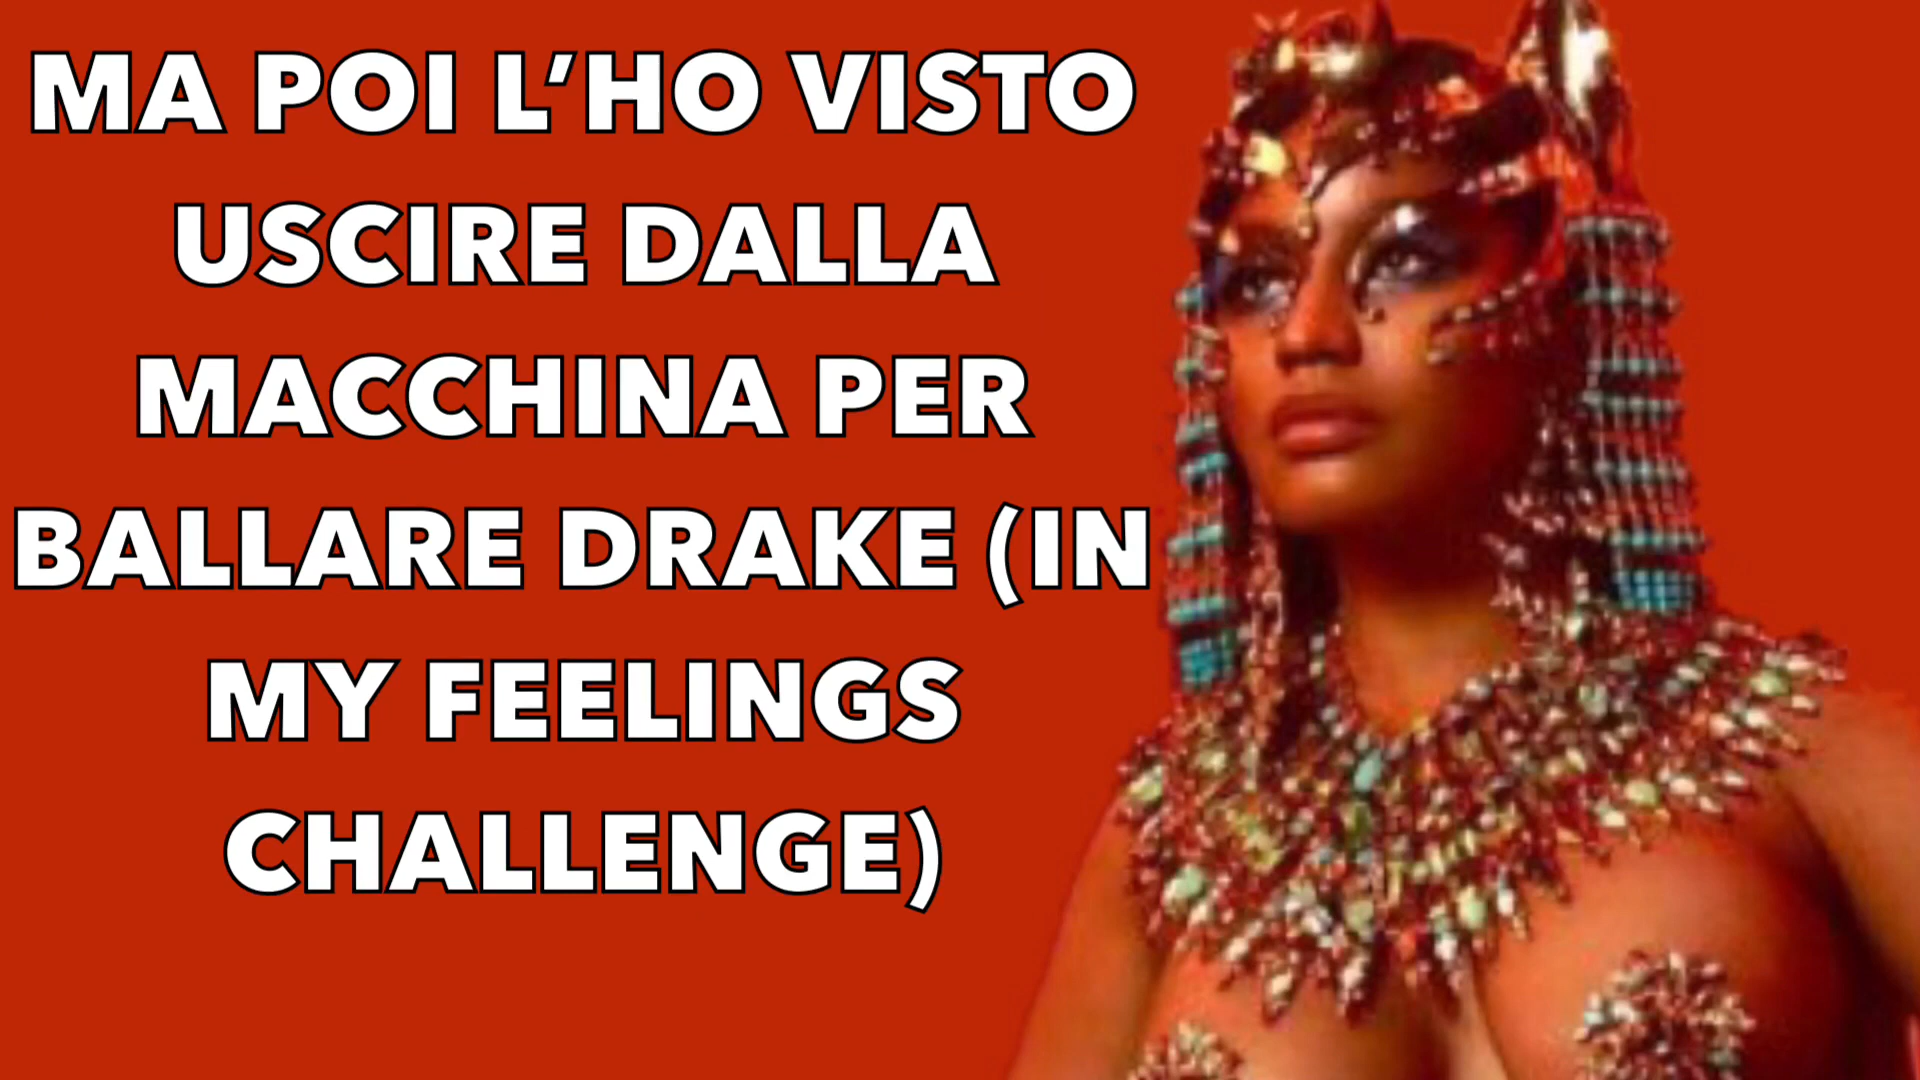 MA POI L’HO VISTO
USCIRE DALLA
MACCHINA PER
BALLARE DRAKE (IN
MY FEELINGS
CHALLENGE)